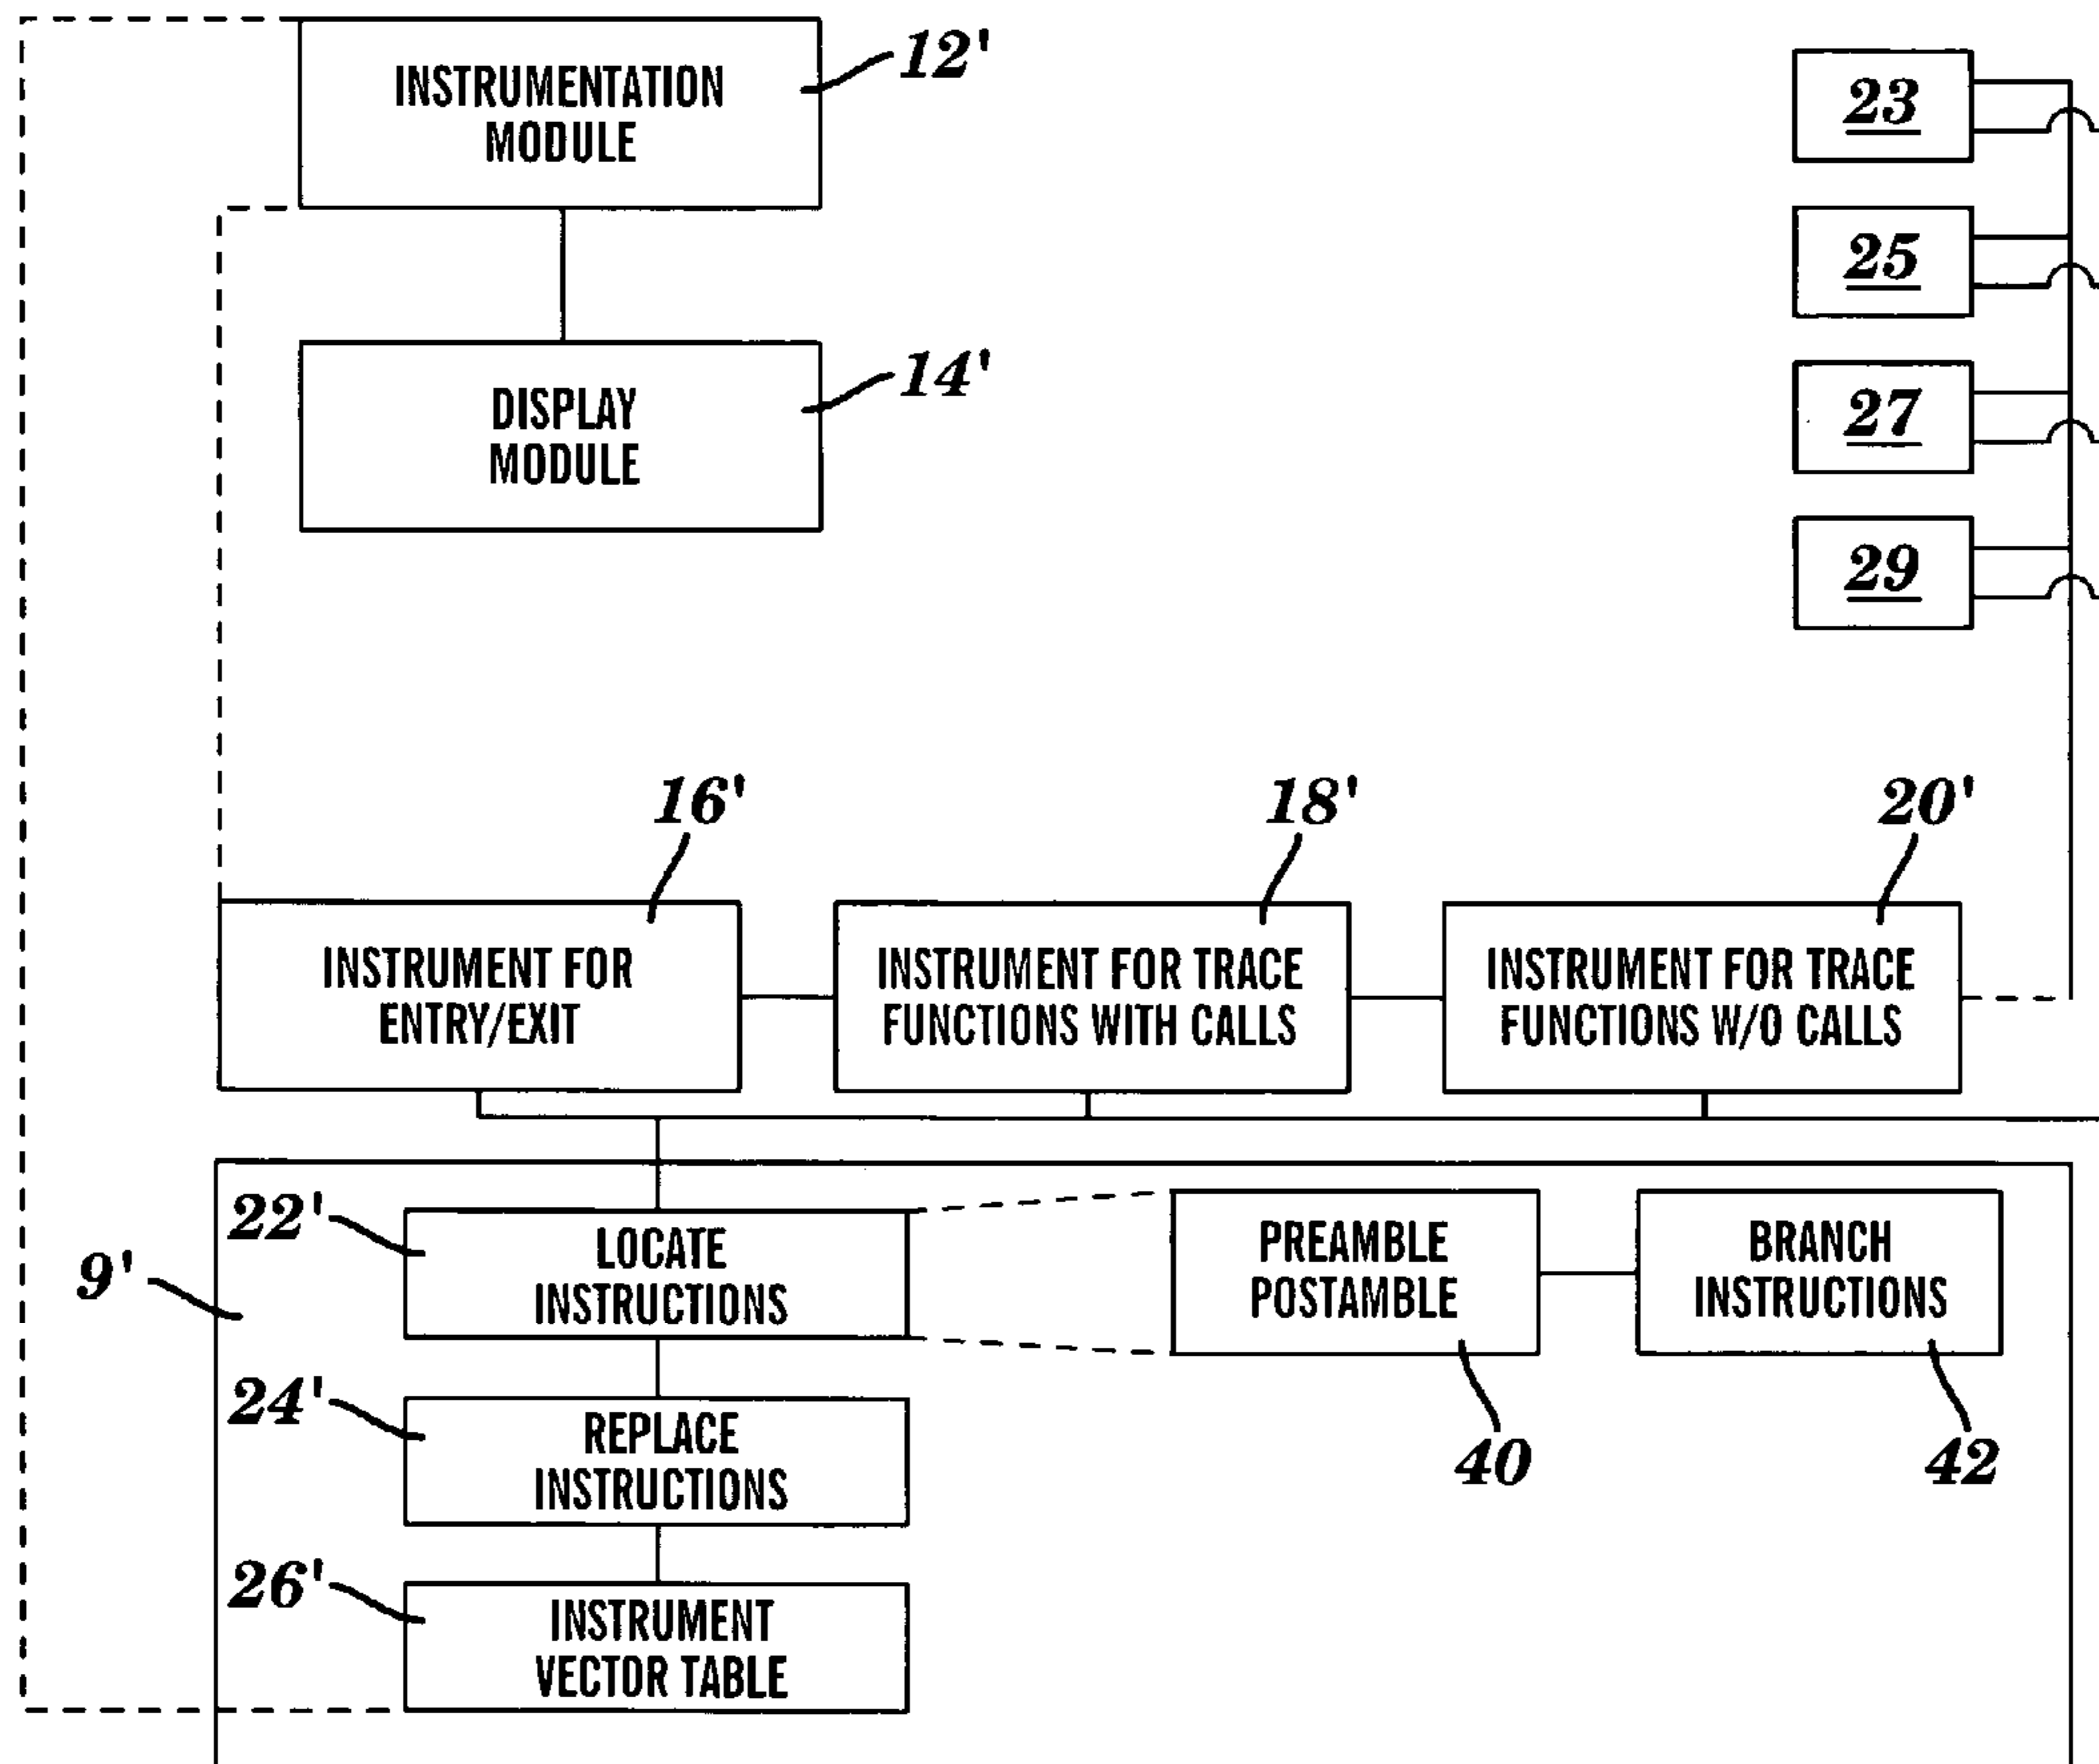 INSTRUMENTATION
MODULE
12'
23
25
DISPLAY
MODULE
14'
27
29
16'
18'
20'
INSTRUMENT FOR
ENTRY/EXIT
INSTRUMENT FOR TRACE
FUNCTIONS WITH CALLS
INSTRUMENT FOR TRACE
FUNCTIONS W/O CALLS
9'
22'
LOCATE
INSTRUCTIONS
PREAMBLE
POSTAMBLE
BRANCH
INSTRUCTIONS
24'
REPLACE
INSTRUCTIONS
40
42
26'
INSTRUMENT
VECTOR TABLE